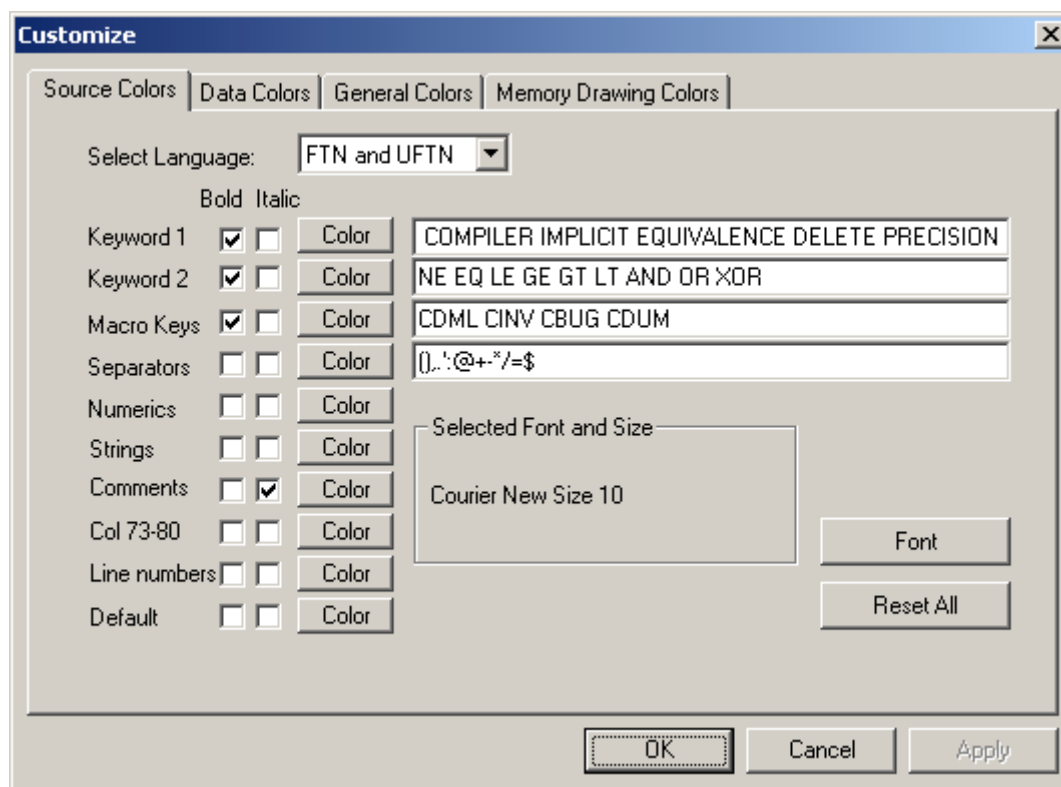 Customize
Source Colors Data Colors General Colors Memory Drawing Colors
Select Language: FTN and UFTN
Bold Italic
Keyword 1 Color COMPILER IMPLICIT EQUIVALENCE DELETE PRECISION
Keyword 2 Color NE EQ LE GE GT LT AND OR XOR
Macro Keys Color CDML CINV CBUG CDUM
Separators Color (),.':@+-*/=$
Numerics Color
Selected Font and Size
Strings Color
Comments Color Courier New Size 10
Col 73-80 Color
Font
Line numbers Color
Default Color
Reset All
OK Cancel Apply